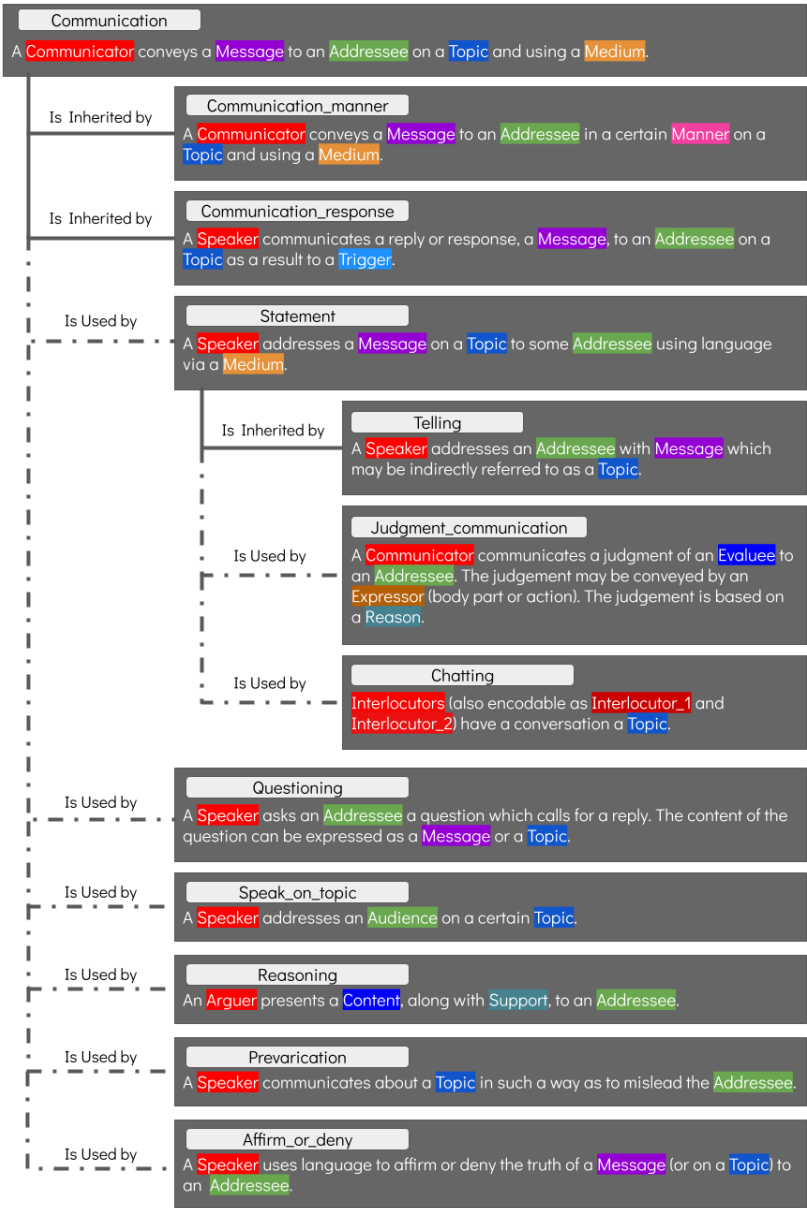 Communication
A Communicator conveys a Message to an Addressee on a Topic and using a Medium.
Is Inherited by
Communication_manner
A Communicator conveys a Message to an Addressee in a certain Manner on a
Topic and using a Medium.
Is Inherited by
Communication_response
A Speaker communicates a reply or response, a Message, to an Addressee on a
Topic as a result to a Trigger.
Is Used by
Statement
A Speaker addresses a Message on a Topic to some Addressee using language
via a Medium.
Is Inherited by
Telling
A Speaker addresses an Addressee with Message which
may be indirectly referred to as a Topic.
Is Used by
Judgment_communication
A Communicator communicates a judgment of an Evaluee to
an Addressee. The judgement may be conveyed by an
Expressor (body part or action). The judgement is based on
a Reason.
Is Used by
Chatting
Interlocutors (also encodable as Interlocutor_1 and
Interlocutor_2) have a conversation a Topic.
Is Used by
Questioning
A Speaker asks an Addressee a question which calls for a reply. The content of the
question can be expressed as a Message or a Topic.
Is Used by
Speak_on_topic
A Speaker addresses an Audience on a certain Topic.
Is Used by
Reasoning
An Arguer presents a Content, along with Support, to an Addressee.
Is Used by
Prevarication
A Speaker communicates about a Topic in such a way as to mislead the Addressee.
Is Used by
Affirm_or_deny
A Speaker uses language to affirm or deny the truth of a Message (or on a Topic) to
an Addressee.